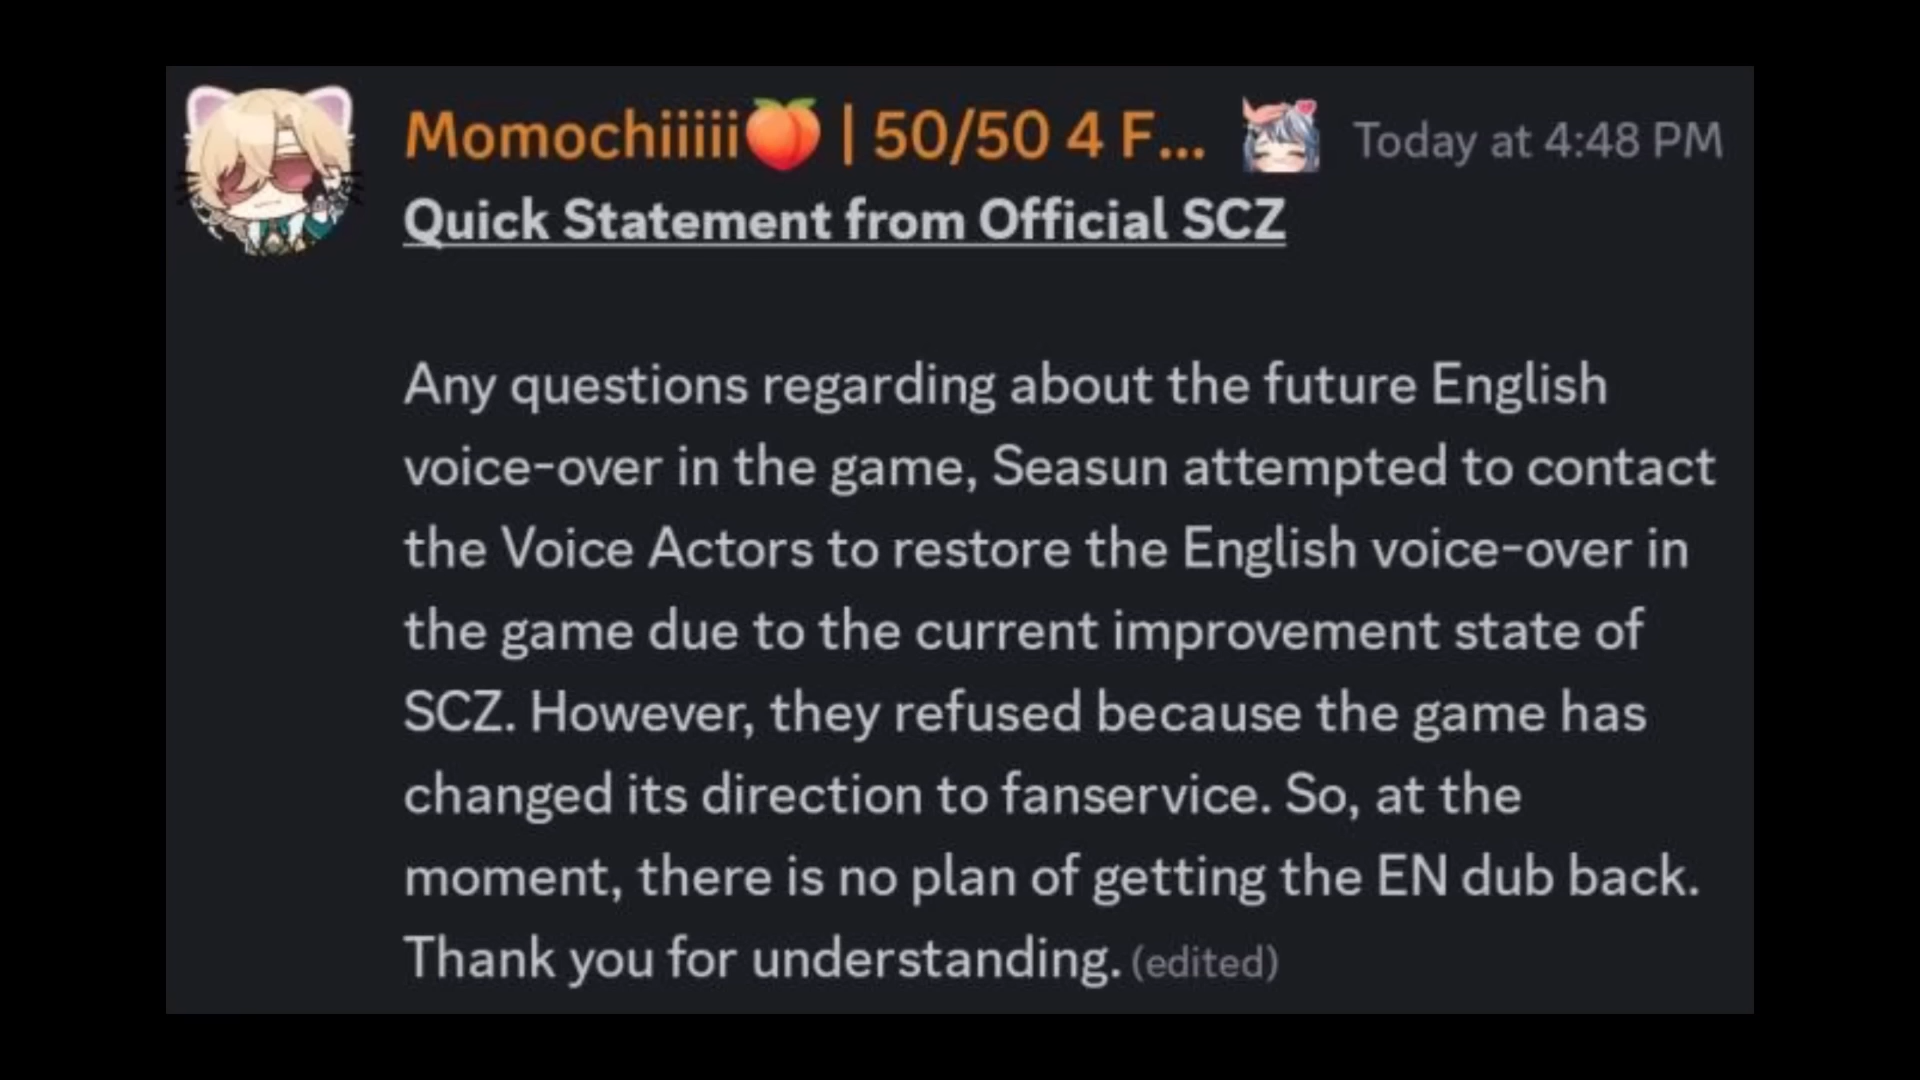 Momochiiiii🍑 | 50/50 4 F... Today at 4:48 PM
Quick Statement from Official SCZ
Any questions regarding about the future English
voice-over in the game, Seasun attempted to contact
the Voice Actors to restore the English voice-over in
the game due to the current improvement state of
SCZ. However, they refused because the game has
changed its direction to fanservice. So, at the
moment, there is no plan of getting the EN dub back.
Thank you for understanding. (edited)